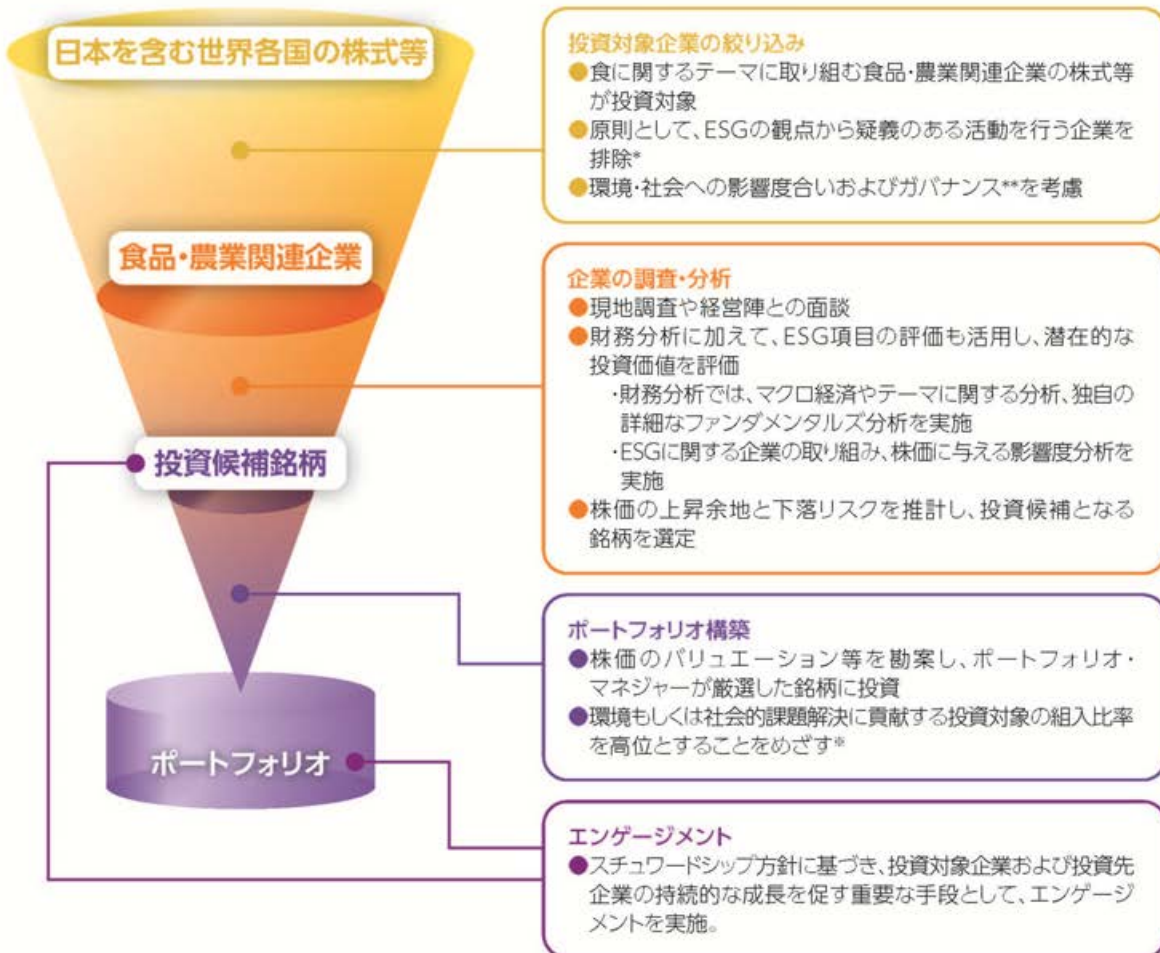 日本を含む世界各国の株式等
食品・農業関連企業
投資候補銘柄
ポートフォリオ
投資対象企業の絞り込み
●食に関するテーマに取り組む食品・農業関連企業の株式等
が投資対象
●原則として、ESGの観点から疑義のある活動を行う企業を
排除*
●環境・社会への影響度合いおよびガバナンス**を考慮
企業の調査・分析
●現地調査や経営陣との面談
●財務分析に加えて、ESG項目の評価も活用し、潜在的な
投資価値を評価
・財務分析では、マクロ経済やテーマに関する分析、独自の
詳細なファンダメンタルズ分析を実施
・ESGに関する企業の取り組み、株価に与える影響度分析を
実施
●株価の上昇余地と下落リスクを推計し、投資候補となる
銘柄を選定
ポートフォリオ構築
●株価のバリュエーション等を勘案し、ポートフォリオ・
マネジャーが厳選した銘柄に投資
●環境もしくは社会的課題解決に貢献する投資対象の組入比率
を高位とすることをめざす※
エンゲージメント
●スチュワードシップ方針に基づき、投資対象企業および投資先
企業の持続的な成長を促す重要な手段として、エンゲージ
メントを実施。